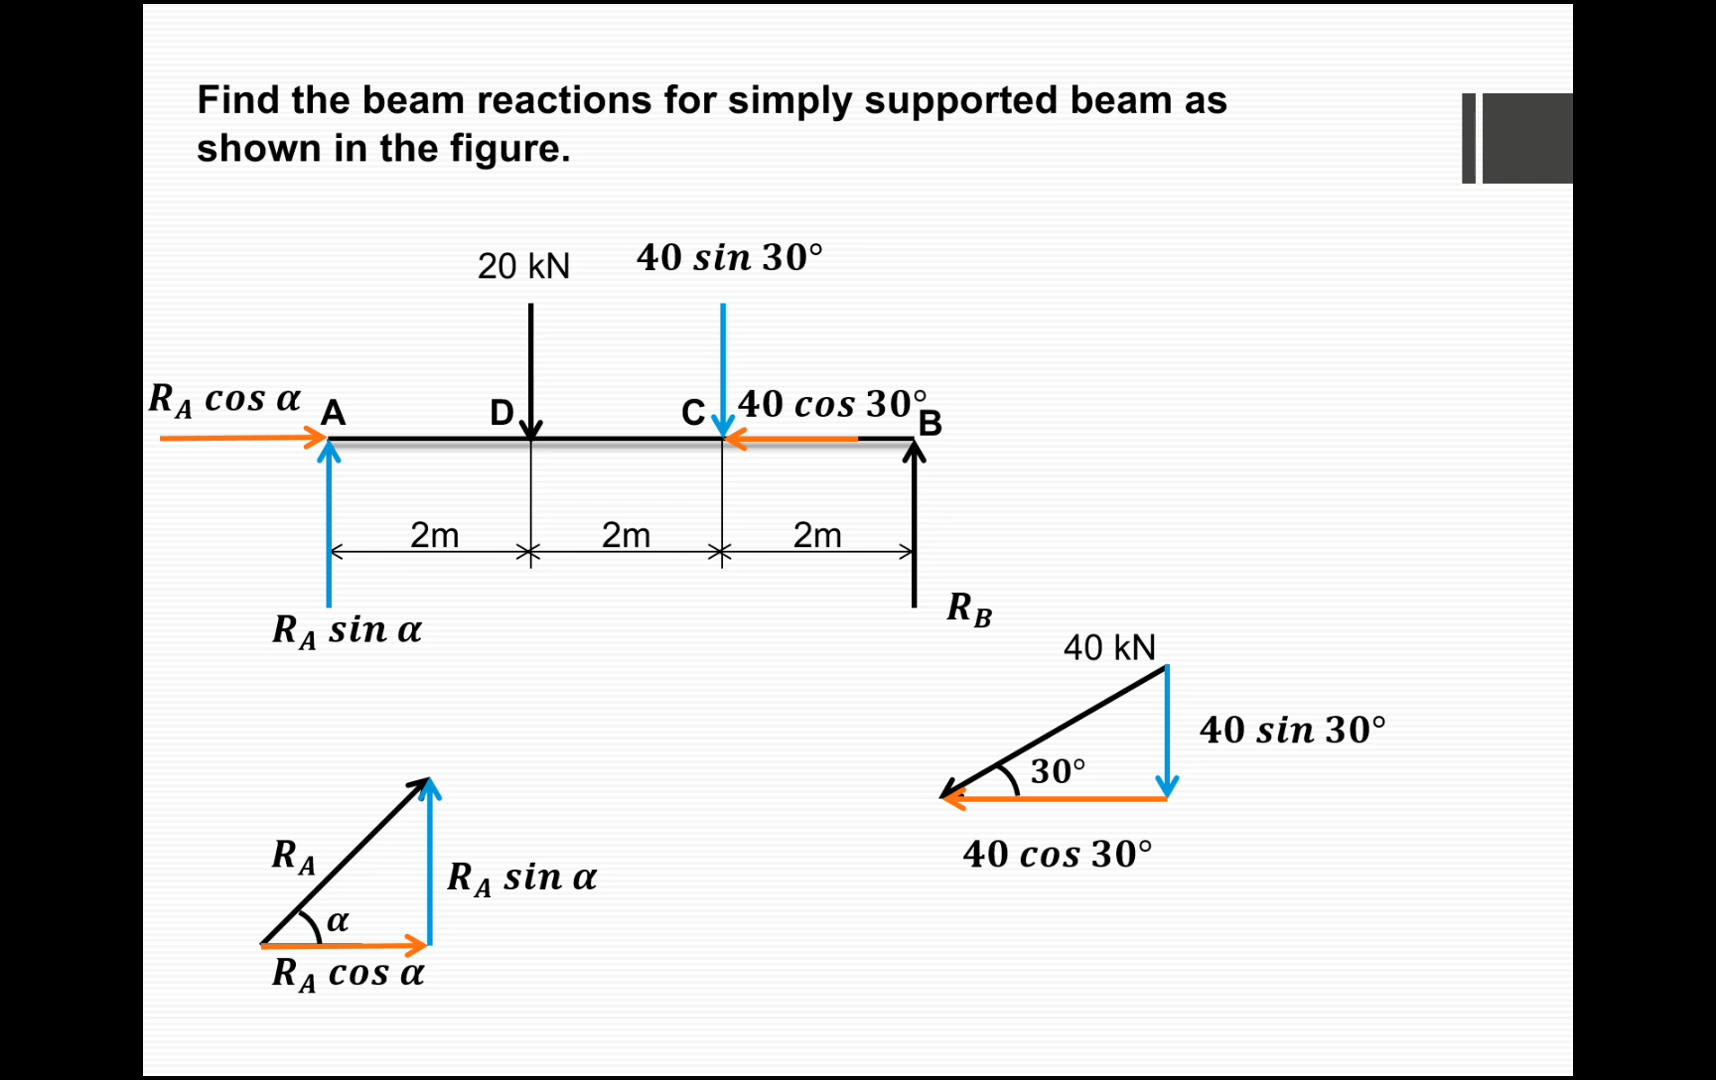 Find the beam reactions for simply supported beam as
shown in the figure.
20 kN
40 sin 30°
R_A cos α
A
D
C
40 cos 30°
B
2m
2m
2m
R_A sin α
R_B
40 kN
40 sin 30°
30°
40 cos 30°
R_A
R_A sin α
α
R_A cos α